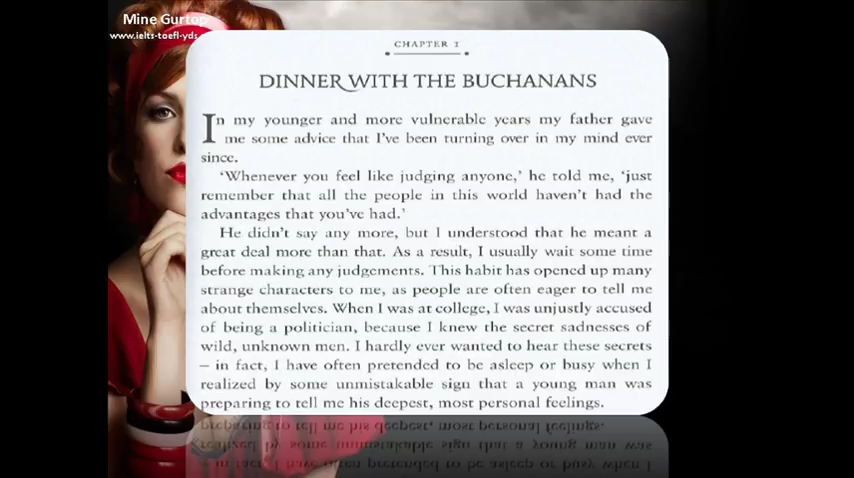 Mine Gurtop
www.ielts-toefl-yds
CHAPTER 1
DINNER WITH THE BUCHANANS
In my younger and more vulnerable years my father gave
me some advice that I've been turning over in my mind ever
since.
'Whenever you feel like judging anyone,' he told me, 'just
remember that all the people in this world haven't had the
advantages that you've had.'
He didn't say any more, but I understood that he meant a
great deal more than that. As a result, I usually wait some time
before making any judgements. This habit has opened up many
strange characters to me, as people are often eager to tell me
about themselves. When I was at college, I was unjustly accused
of being a politician, because I knew the secret sadnesses of
wild, unknown men. I hardly ever wanted to hear these secrets
– in fact, I have often pretended to be asleep or busy when I
realized by some unmistakable sign that a young man was
preparing to tell me his deepest, most personal feelings.